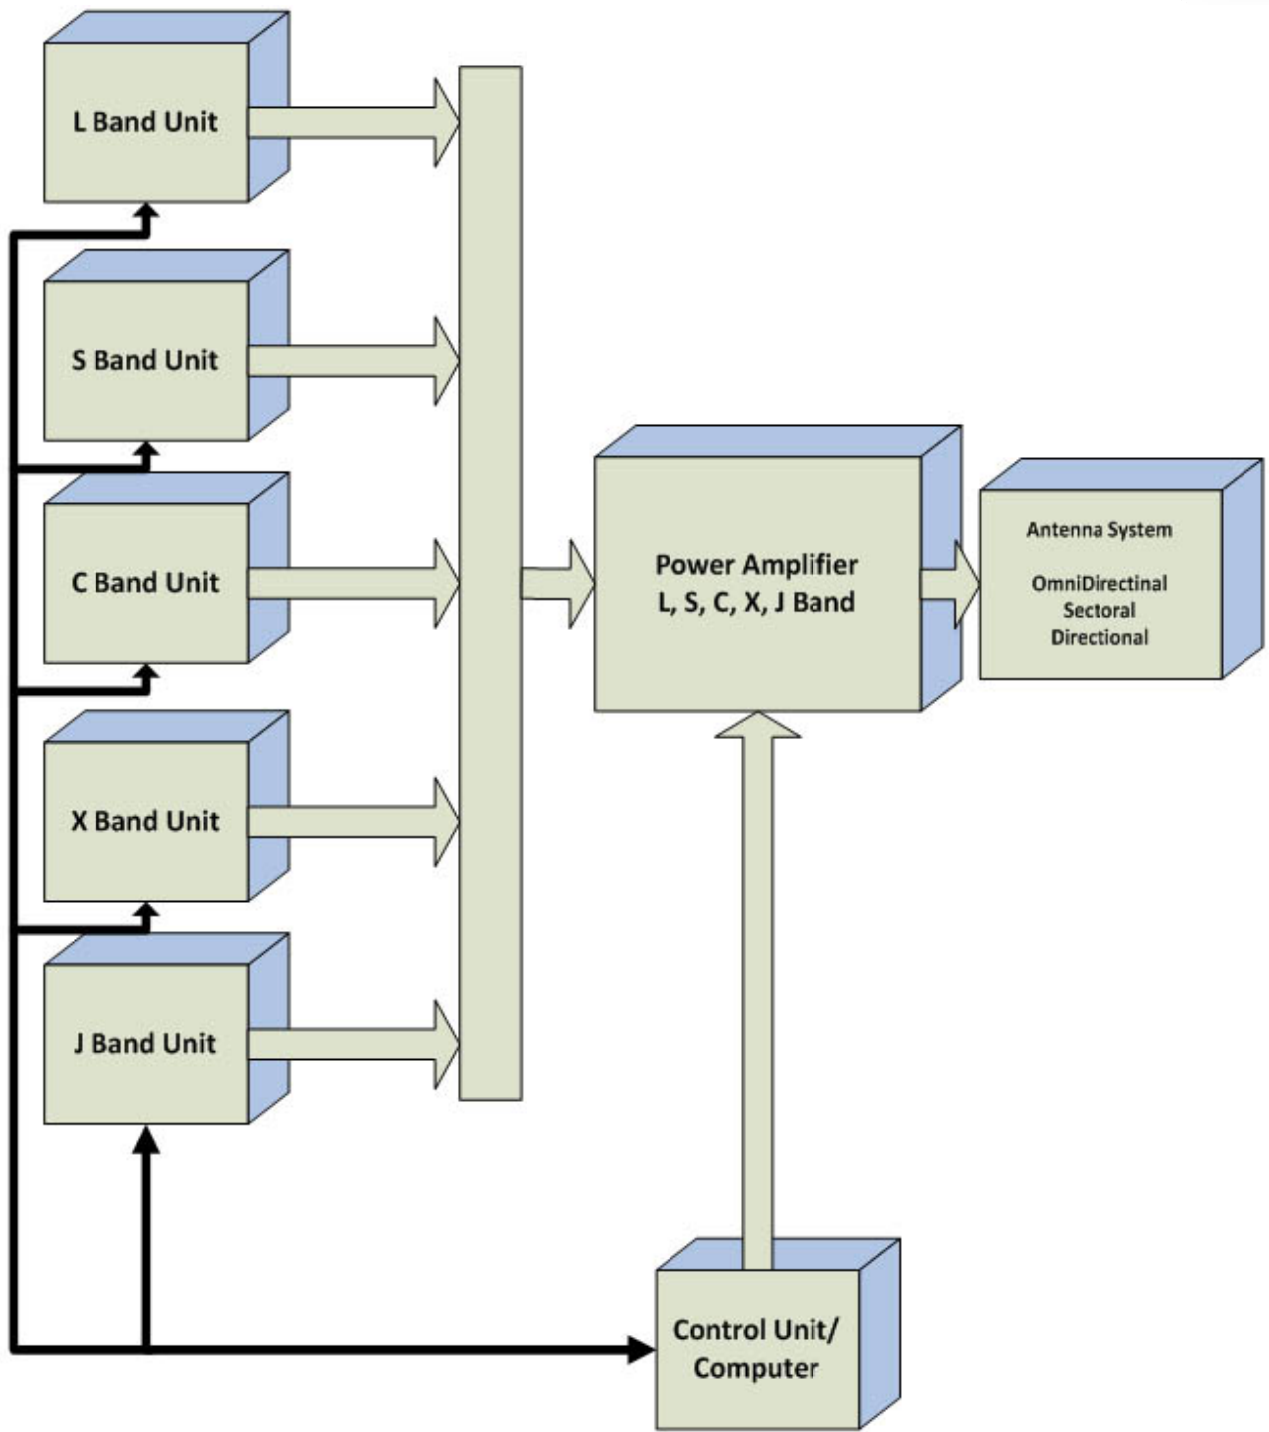 L Band Unit
S Band Unit
C Band Unit
X Band Unit
J Band Unit
Power Amplifier
L, S, C, X, J Band
Antenna System
OmniDirectinal
Sectoral
Directional
Control Unit/
Computer